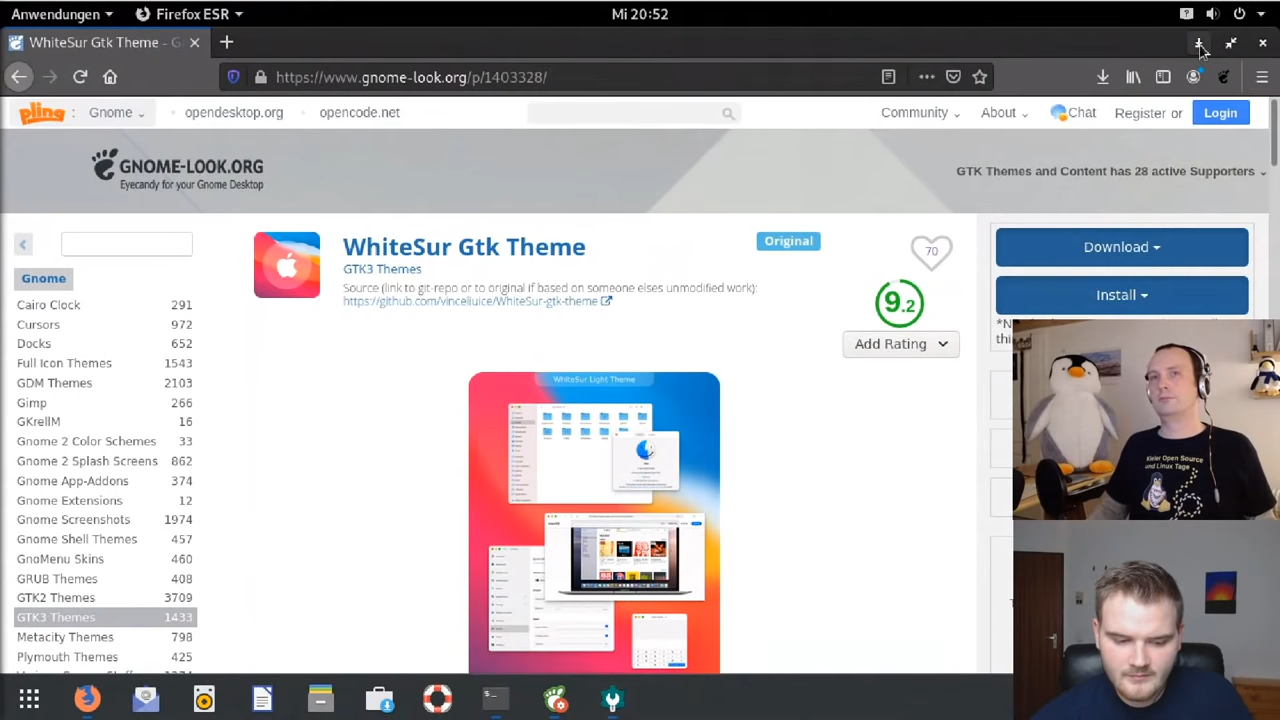 Anwendungen
Firefox ESR
Mi 20:52
WhiteSur Gtk Theme - G
https://www.gnome-look.org/p/1403328/
pling
: Gnome
opendesktop.org
opencode.net
Community
About
Chat
Register or
Login
GNOME-LOOK.ORG
Eyecandy for your Gnome Desktop
GTK Themes and Content has 28 active Supporters
WhiteSur Gtk Theme
Original
70
GTK3 Themes
Source (link to git-repo or to original if based on someone elses unmodified work):
https://github.com/vinceliuice/WhiteSur-gtk-theme
9.2
Add Rating
Download
Install
Gnome
Cairo Clock 291
Cursors 972
Docks 652
Full Icon Themes 1543
GDM Themes 2103
Gimp 266
GKrellM 16
Gnome 2 Color Schemes 33
Gnome 2 Splash Screens 862
Gnome App-Addons 374
Gnome Extensions 12
Gnome Screenshots 1974
Gnome Shell Themes 457
GnoMenu Skins 460
GRUB Themes 408
GTK2 Themes 3709
GTK3 Themes 1433
Metacity Themes 798
Plymouth Themes 425
WhiteSur Light Theme
Kieler Open Source
und Linux Tage